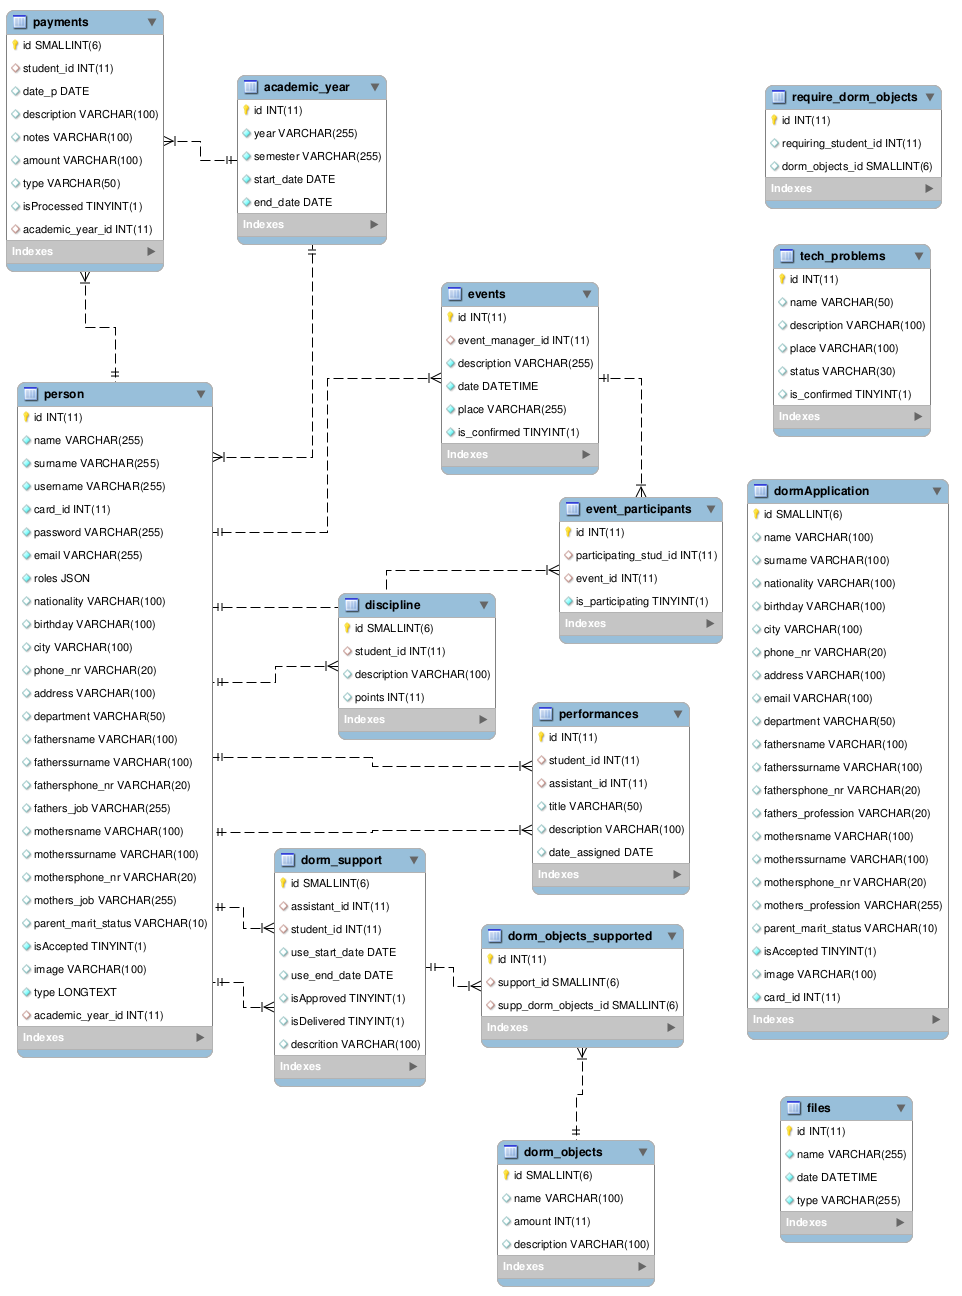 payments
id SMALLINT(6)
student_id INT(11)
date_p DATE
description VARCHAR(100)
notes VARCHAR(100)
amount VARCHAR(100)
type VARCHAR(50)
isProcessed TINYINT(1)
academic_year_id INT(11)
Indexes
academic_year
id INT(11)
year VARCHAR(255)
semester VARCHAR(255)
start_date DATE
end_date DATE
Indexes
require_dorm_objects
id INT(11)
requiring_student_id INT(11)
dorm_objects_id SMALLINT(6)
Indexes
tech_problems
id INT(11)
name VARCHAR(50)
description VARCHAR(100)
place VARCHAR(100)
status VARCHAR(30)
is_confirmed TINYINT(1)
Indexes
events
id INT(11)
event_manager_id INT(11)
description VARCHAR(255)
date DATETIME
place VARCHAR(255)
is_confirmed TINYINT(1)
Indexes
person
id INT(11)
name VARCHAR(255)
surname VARCHAR(255)
username VARCHAR(255)
card_id INT(11)
password VARCHAR(255)
email VARCHAR(255)
roles JSON
nationality VARCHAR(100)
birthday VARCHAR(100)
city VARCHAR(100)
phone_nr VARCHAR(20)
address VARCHAR(100)
department VARCHAR(50)
fathersname VARCHAR(100)
fatherssurname VARCHAR(100)
fathersphone_nr VARCHAR(20)
fathers_job VARCHAR(255)
mothersname VARCHAR(100)
motherssurname VARCHAR(100)
mothersphone_nr VARCHAR(20)
mothers_job VARCHAR(255)
parent_marit_status VARCHAR(10)
isAccepted TINYINT(1)
image VARCHAR(100)
type LONGTEXT
academic_year_id INT(11)
Indexes
event_participants
id INT(11)
participating_stud_id INT(11)
event_id INT(11)
is_participating TINYINT(1)
Indexes
dormApplication
id SMALLINT(6)
name VARCHAR(100)
surname VARCHAR(100)
nationality VARCHAR(100)
birthday VARCHAR(100)
city VARCHAR(100)
phone_nr VARCHAR(20)
address VARCHAR(100)
email VARCHAR(100)
department VARCHAR(50)
fathersname VARCHAR(100)
fatherssurname VARCHAR(100)
fathersphone_nr VARCHAR(20)
fathers_profession VARCHAR(20)
mothersname VARCHAR(100)
motherssurname VARCHAR(100)
mothersphone_nr VARCHAR(20)
mothers_profession VARCHAR(255)
parent_marit_status VARCHAR(10)
isAccepted TINYINT(1)
image VARCHAR(100)
card_id INT(11)
Indexes
discipline
id SMALLINT(6)
student_id INT(11)
description VARCHAR(100)
points INT(11)
Indexes
performances
id INT(11)
student_id INT(11)
assistant_id INT(11)
title VARCHAR(50)
description VARCHAR(100)
date_assigned DATE
Indexes
dorm_support
id SMALLINT(6)
assistant_id INT(11)
student_id INT(11)
use_start_date DATE
use_end_date DATE
isApproved TINYINT(1)
isDelivered TINYINT(1)
descrition VARCHAR(100)
Indexes
dorm_objects_supported
id INT(11)
support_id SMALLINT(6)
supp_dorm_objects_id SMALLINT(6)
Indexes
dorm_objects
id SMALLINT(6)
name VARCHAR(100)
amount INT(11)
description VARCHAR(100)
Indexes
files
id INT(11)
name VARCHAR(255)
date DATETIME
type VARCHAR(255)
Indexes